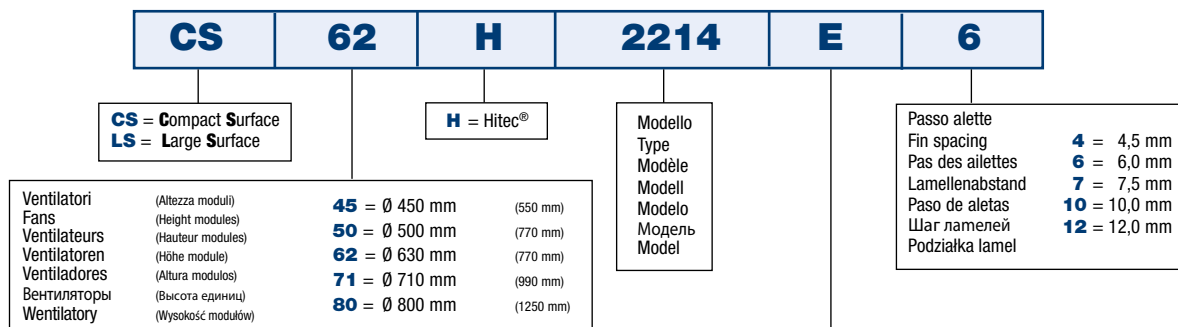 CS 62 H 2214 E 6
CS = Compact Surface
LS = Large Surface
H = Hitec®
Modello
Type
Modèle
Modell
Modelo
Модель
Model
Passo alette
Fin spacing 4 = 4,5 mm
Pas des ailettes 6 = 6,0 mm
Lamellenabstand 7 = 7,5 mm
Paso de aletas 10 = 10,0 mm
Шаг ламелей 12 = 12,0 mm
Podziałka lamel
Ventilatori (Altezza moduli) 45 = Ø 450 mm (550 mm)
Fans (Height modules) 50 = Ø 500 mm (770 mm)
Ventilateurs (Hauteur modules) 62 = Ø 630 mm (770 mm)
Ventilatoren (Höhe module) 71 = Ø 710 mm (990 mm)
Ventiladores (Altura modulos) 80 = Ø 800 mm (1250 mm)
Вентиляторы (Высота единиц)
Wentilatory (Wysokość modułów)